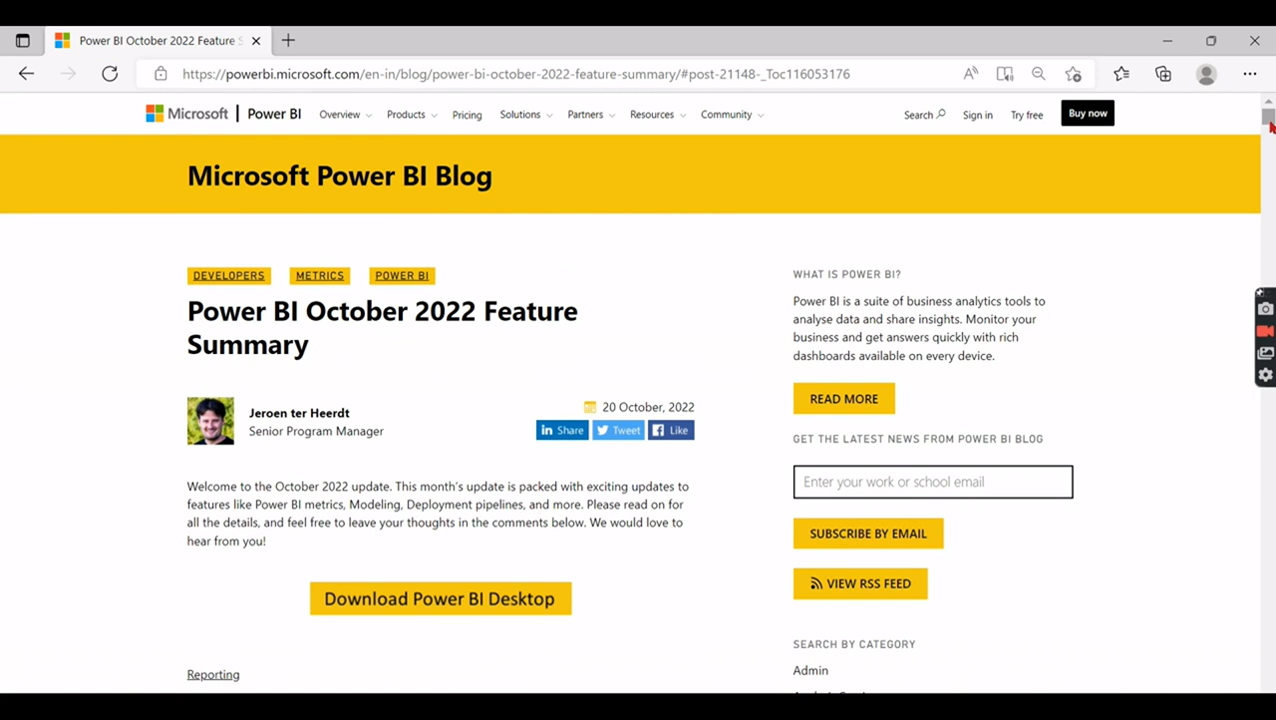 Power BI October 2022 Feature S
https://powerbi.microsoft.com/en-in/blog/power-bi-october-2022-feature-summary/#post-21148-_Toc116053176
Microsoft | Power BI Overview Products Pricing Solutions Partners Resources Community Search Sign in Try free Buy now
Microsoft Power BI Blog
DEVELOPERS METRICS POWER BI
Power BI October 2022 Feature
Summary
Jeroen ter Heerdt
Senior Program Manager
20 October, 2022
in Share Tweet Like
Welcome to the October 2022 update. This month's update is packed with exciting updates to
features like Power BI metrics, Modeling, Deployment pipelines, and more. Please read on for
all the details, and feel free to leave your thoughts in the comments below. We would love to
hear from you!
Download Power BI Desktop
Reporting
WHAT IS POWER BI?
Power BI is a suite of business analytics tools to
analyse data and share insights. Monitor your
business and get answers quickly with rich
dashboards available on every device.
READ MORE
GET THE LATEST NEWS FROM POWER BI BLOG
Enter your work or school email
SUBSCRIBE BY EMAIL
VIEW RSS FEED
SEARCH BY CATEGORY
Admin